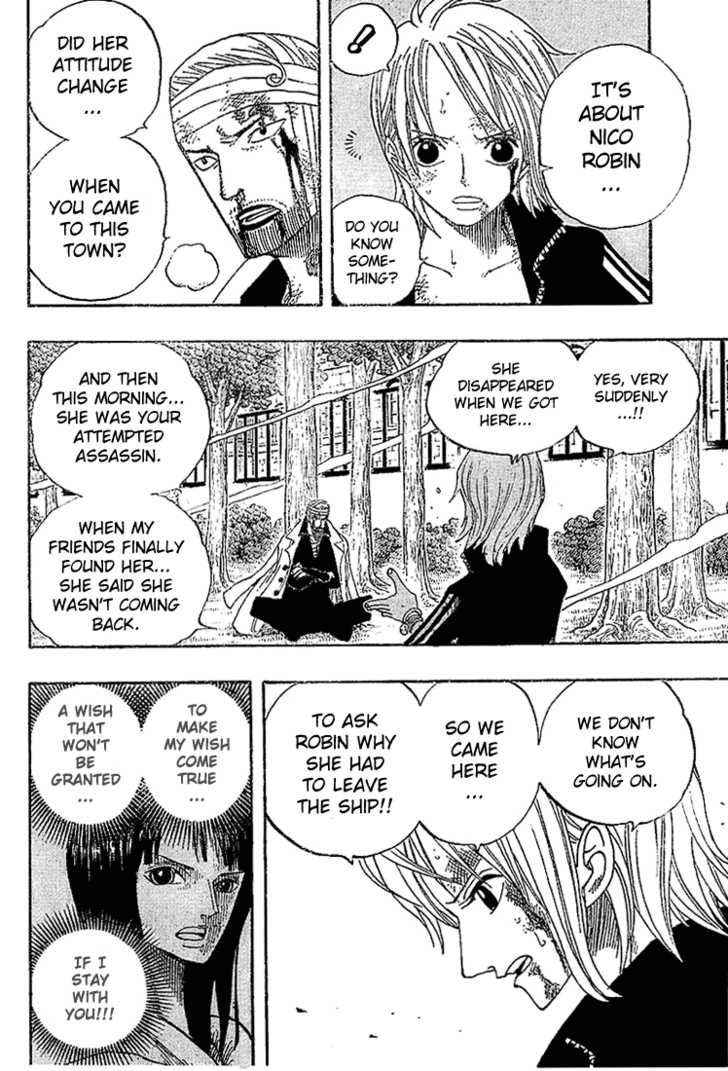 !
IT'S
ABOUT
NICO
ROBIN
...
DO YOU
KNOW
SOME-
THING?
DID HER
ATTITUDE
CHANGE
...
WHEN
YOU CAME
TO THIS
TOWN?
YES, VERY
SUDDENLY
...!!
SHE
DISAPPEARED
WHEN WE GOT
HERE...
AND THEN
THIS MORNING...
SHE WAS YOUR
ATTEMPTED
ASSASSIN.
WHEN MY
FRIENDS FINALLY
FOUND HER...
SHE SAID SHE
WASN'T COMING
BACK.
WE DON'T
KNOW
WHAT'S
GOING ON.
SO WE
CAME
HERE
...
TO ASK
ROBIN WHY
SHE HAD
TO LEAVE
THE SHIP!!
TO
MAKE
MY WISH
COME
TRUE
...
A WISH
THAT
WON'T
BE
GRANTED
...
IF I
STAY
WITH
YOU!!!